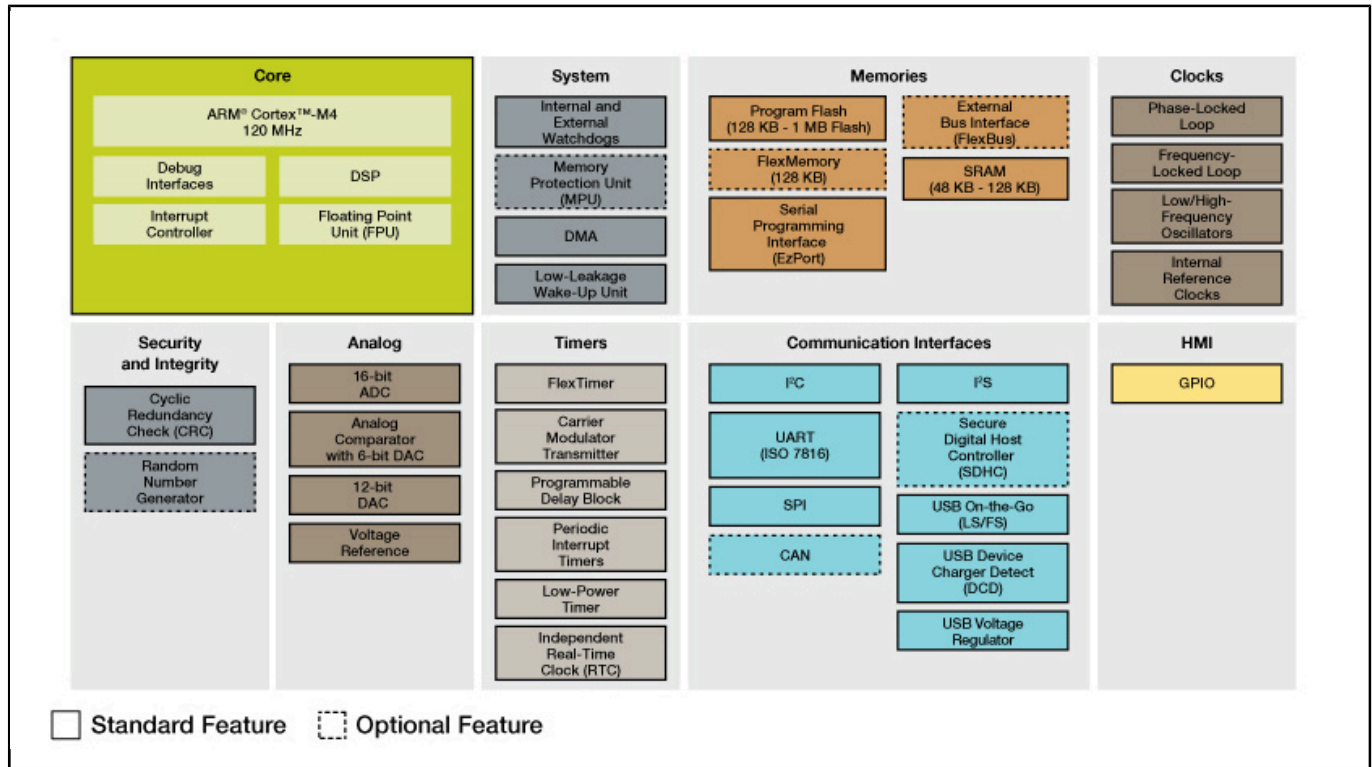 Core
ARM® Cortex™-M4
120 MHz
Debug
Interfaces
DSP
Interrupt
Controller
Floating Point
Unit (FPU)
System
Internal and
External
Watchdogs
Memory
Protection Unit
(MPU)
DMA
Low-Leakage
Wake-Up Unit
Memories
Program Flash
(128 KB - 1 MB Flash)
External
Bus Interface
(FlexBus)
FlexMemory
(128 KB)
SRAM
(48 KB - 128 KB)
Serial
Programming
Interface
(EzPort)
Clocks
Phase-Locked
Loop
Frequency-
Locked Loop
Low/High-
Frequency
Oscillators
Internal
Reference
Clocks
Security
and Integrity
Cyclic
Redundancy
Check (CRC)
Random
Number
Generator
Analog
16-bit
ADC
Analog
Comparator
with 6-bit DAC
12-bit
DAC
Voltage
Reference
Timers
FlexTimer
Carrier
Modulator
Transmitter
Programmable
Delay Block
Periodic
Interrupt
Timers
Low-Power
Timer
Independent
Real-Time
Clock (RTC)
Communication Interfaces
I²C
I²S
UART
(ISO 7816)
Secure
Digital Host
Controller
(SDHC)
SPI
USB On-the-Go
(LS/FS)
CAN
USB Device
Charger Detect
(DCD)
USB Voltage
Regulator
HMI
GPIO
Standard Feature
Optional Feature